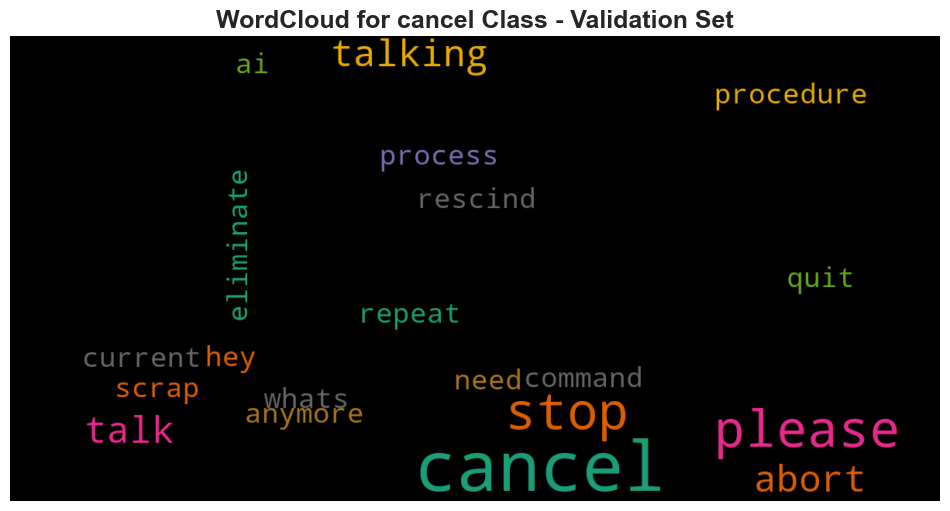 WordCloud for cancel Class - Validation Set
talking
ai
procedure
process
eliminate
rescind
quit
repeat
current hey
need command
scrap
whats
anymore
stop
talk
please
cancel
abort